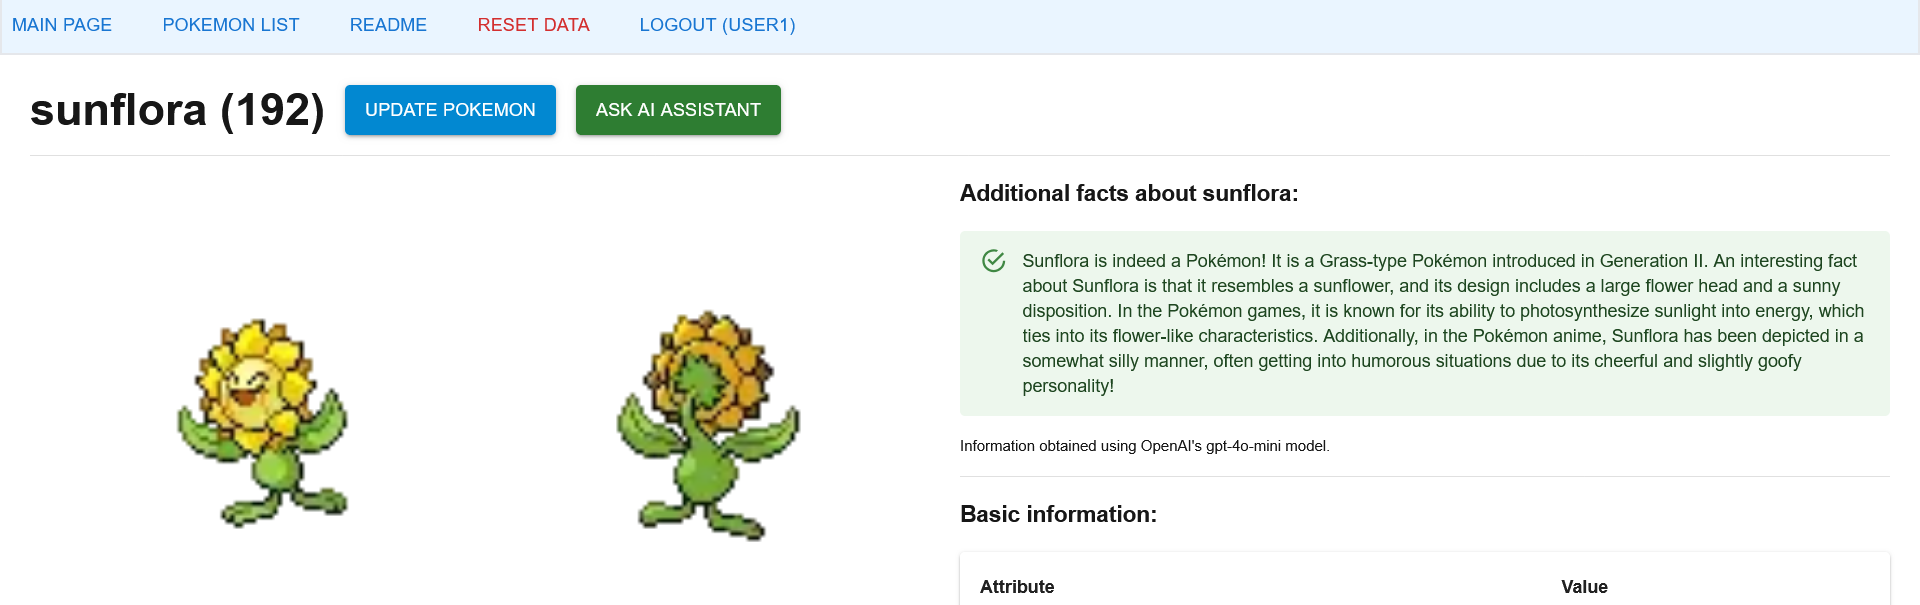 MAIN PAGE POKEMON LIST README RESET DATA LOGOUT (USER1)
sunflora (192) UPDATE POKEMON ASK AI ASSISTANT
Additional facts about sunflora:
Sunflora is indeed a Pokémon! It is a Grass-type Pokémon introduced in Generation II. An interesting fact
about Sunflora is that it resembles a sunflower, and its design includes a large flower head and a sunny
disposition. In the Pokémon games, it is known for its ability to photosynthesize sunlight into energy, which
ties into its flower-like characteristics. Additionally, in the Pokémon anime, Sunflora has been depicted in a
somewhat silly manner, often getting into humorous situations due to its cheerful and slightly goofy
personality!
Information obtained using OpenAI's gpt-4o-mini model.
Basic information:
Attribute Value